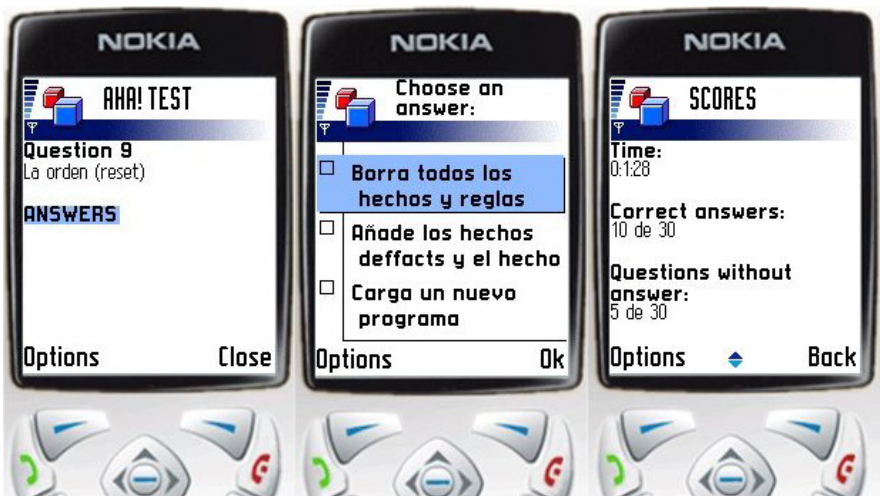 NOKIA
AHA! TEST
Question 9
La orden (reset)
ANSWERS
Options
Close
NOKIA
Choose an
answer:
Borra todos los
hechos y reglas
Añade los hechos
deffacts y el hecho
Carga un nuevo
programa
Options
Ok
NOKIA
SCORES
Time:
0:1:28
Correct answers:
10 de 30
Questions without
answer:
5 de 30
Options
Back